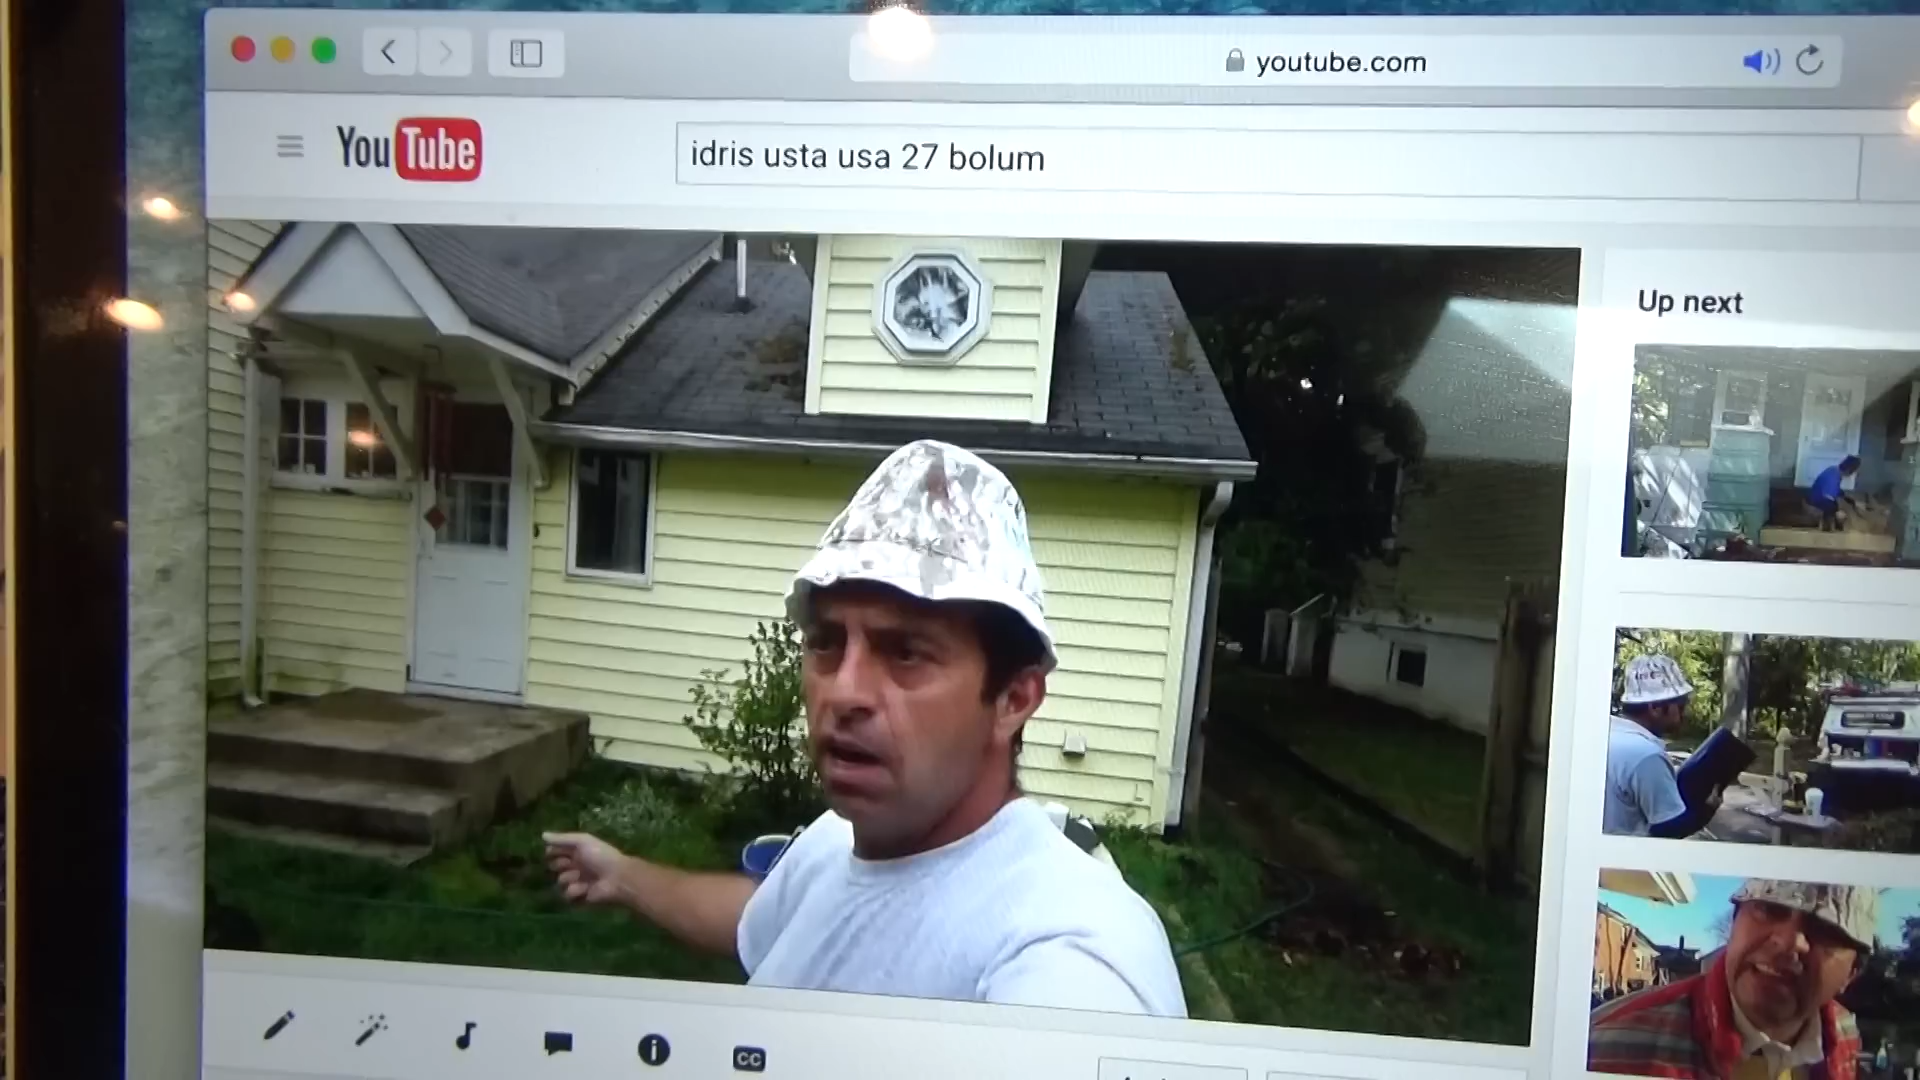 youtube.com
YouTube
idris usta usa 27 bolum
Up next
CC